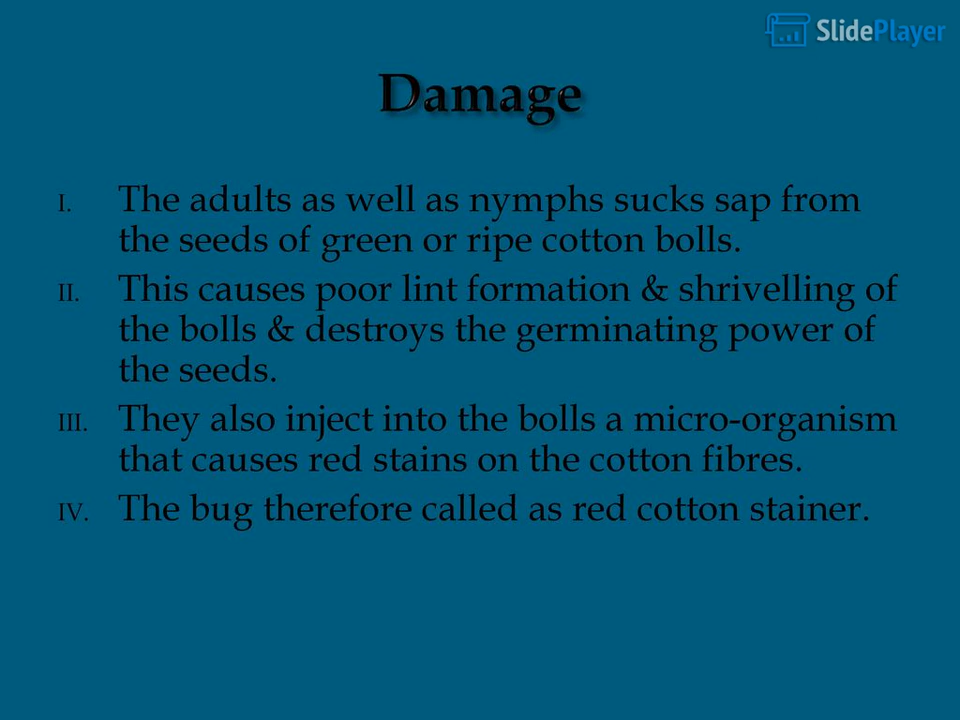 SlidePlayer
Damage
I. The adults as well as nymphs sucks sap from
the seeds of green or ripe cotton bolls.
II. This causes poor lint formation & shrivelling of
the bolls & destroys the germinating power of
the seeds.
III. They also inject into the bolls a micro-organism
that causes red stains on the cotton fibres.
IV. The bug therefore called as red cotton stainer.